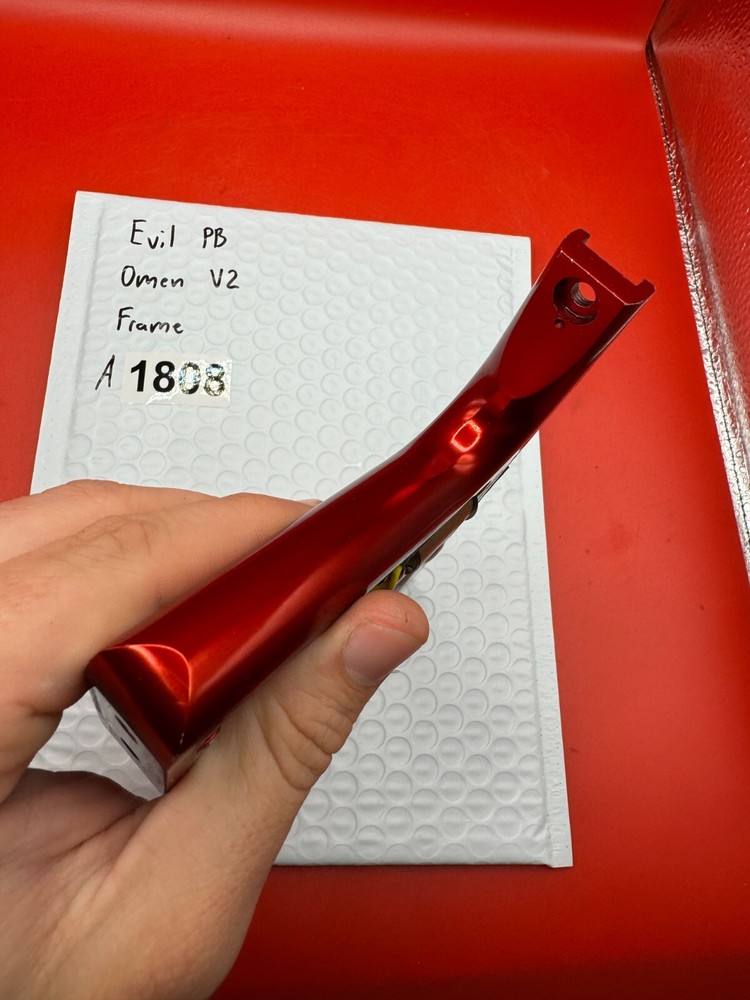 Evil PB
Omen V2
Frame
A 1808